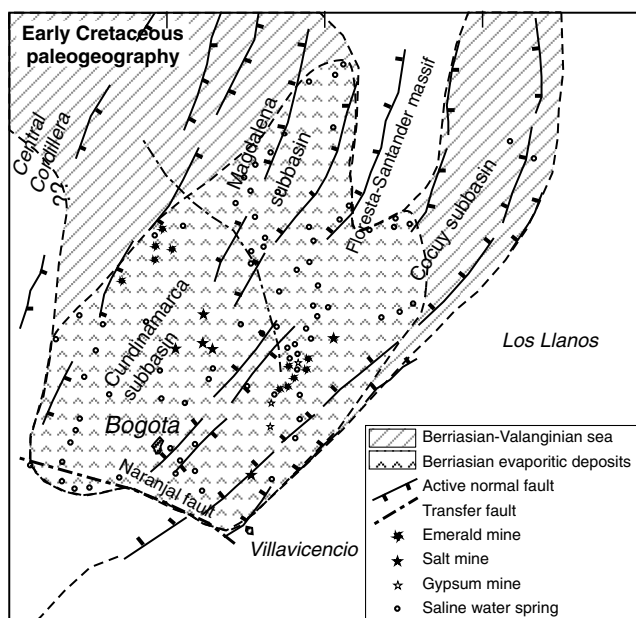 Early Cretaceous
paleogeography
Central
Cordillera
??
Magdalena
subbasin
Floresta-Santander massif
Cocuy subbasin
Cundinamarca
subbasin
Los Llanos
Bogota
Naranjal fault
Villavicencio
Berriasian-Valanginian sea
Berriasian evaporitic deposits
Active normal fault
Transfer fault
Emerald mine
Salt mine
Gypsum mine
Saline water spring